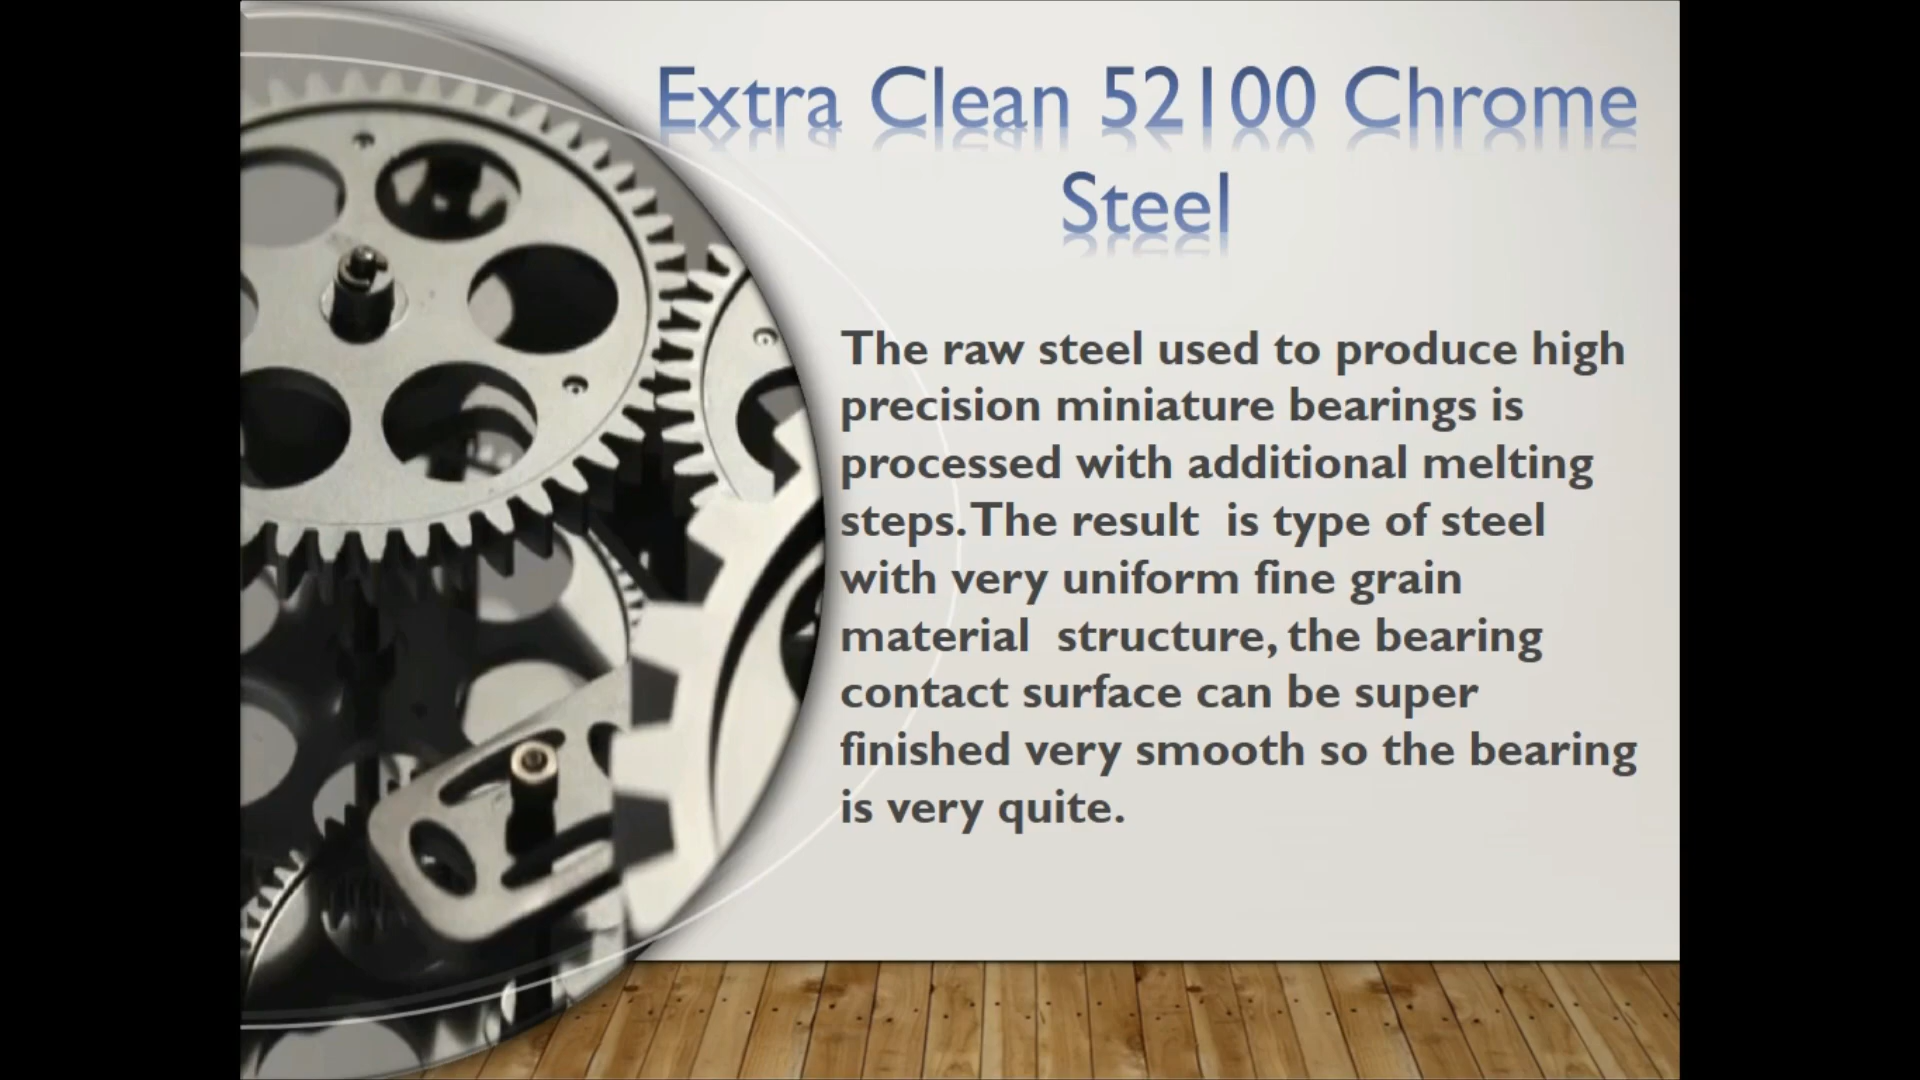 Extra Clean 52100 Chrome
Steel
The raw steel used to produce high
precision miniature bearings is
processed with additional melting
steps. The result is type of steel
with very uniform fine grain
material structure, the bearing
contact surface can be super
finished very smooth so the bearing
is very quite.